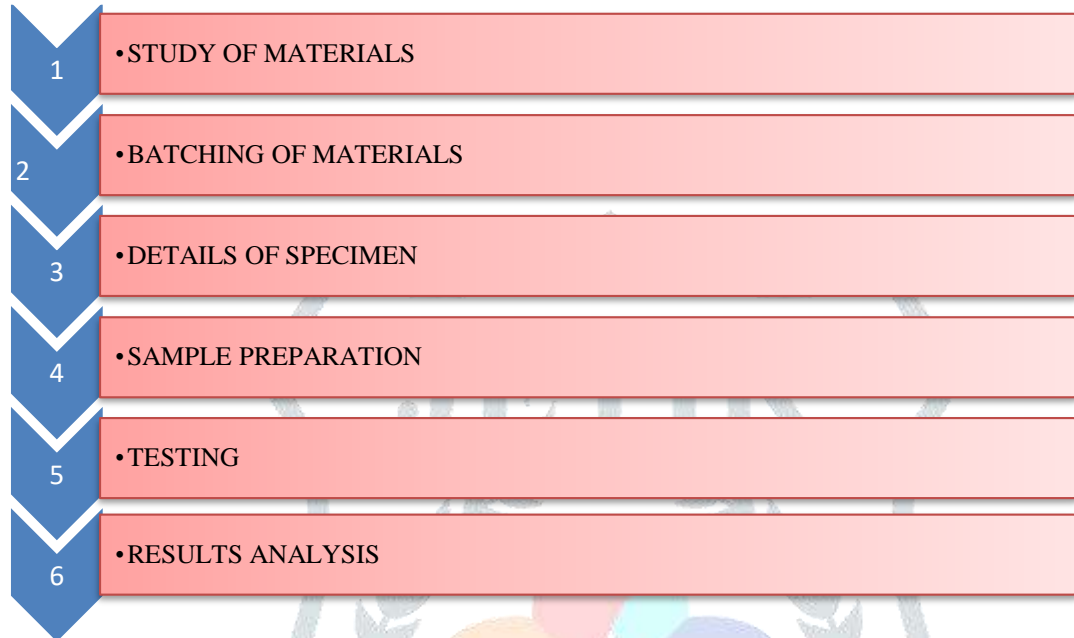 1
•STUDY OF MATERIALS
2
•BATCHING OF MATERIALS
3
•DETAILS OF SPECIMEN
4
•SAMPLE PREPARATION
5
•TESTING
6
•RESULTS ANALYSIS